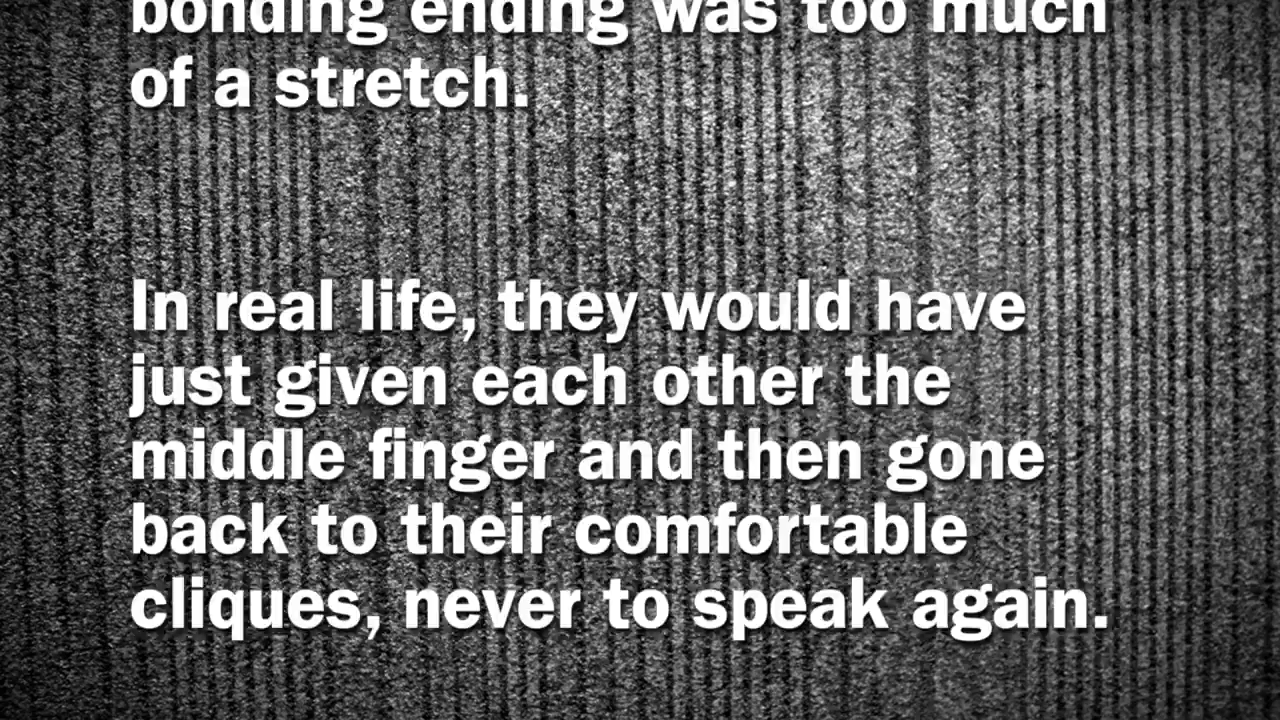 bonding ending was too much
of a stretch.
In real life, they would have
just given each other the
middle finger and then gone
back to their comfortable
cliques, never to speak again.